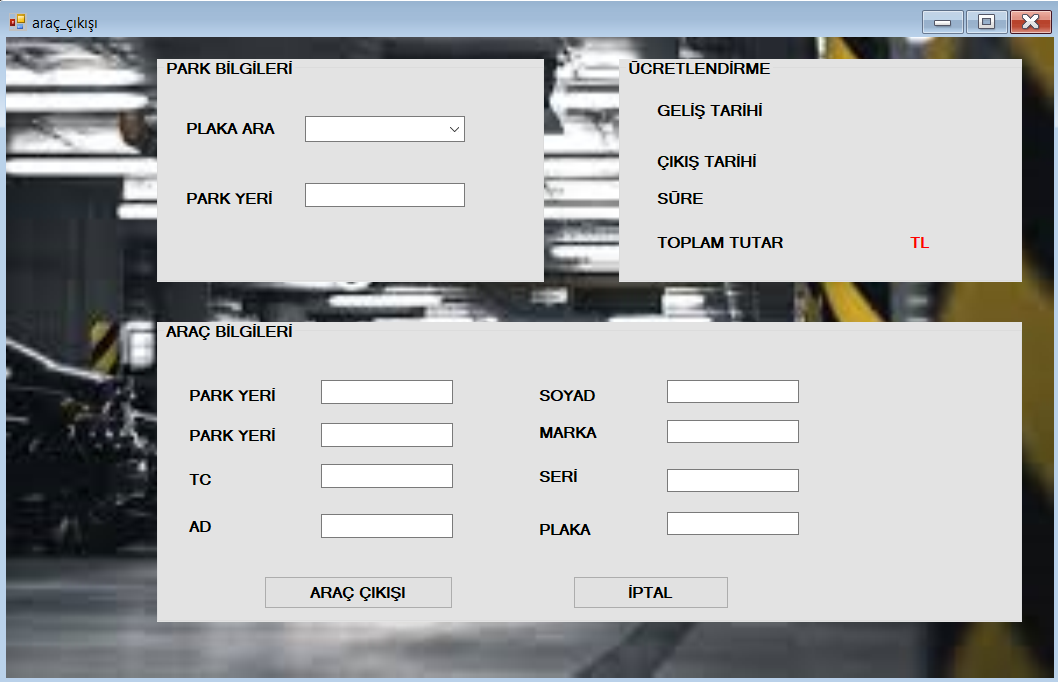 araç_çıkışı
PARK BİLGİLERİ
PLAKA ARA
PARK YERİ
ÜCRETLENDİRME
GELİŞ TARİHİ
ÇIKIŞ TARİHİ
SÜRE
TOPLAM TUTAR TL
ARAÇ BİLGİLERİ
PARK YERİ
PARK YERİ
TC
AD
SOYAD
MARKA
SERİ
PLAKA
ARAÇ ÇIKIŞI
İPTAL